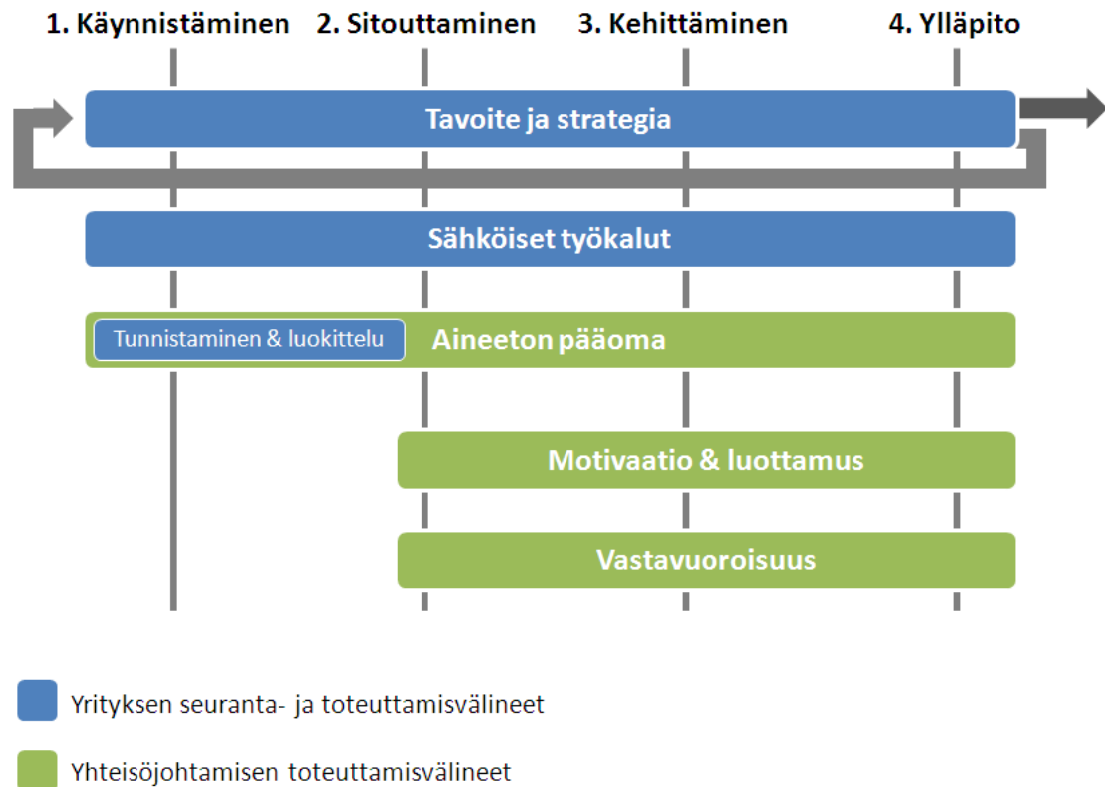 1. Käynnistäminen 2. Sitouttaminen 3. Kehittäminen 4. Ylläpito
Tavoite ja strategia
Sähköiset työkalut
Tunnistaminen & luokittelu Aineeton pääoma
Motivaatio & luottamus
Vastavuoroisuus
Yrityksen seuranta- ja toteuttamisvälineet
Yhteisöjohtamisen toteuttamisvälineet